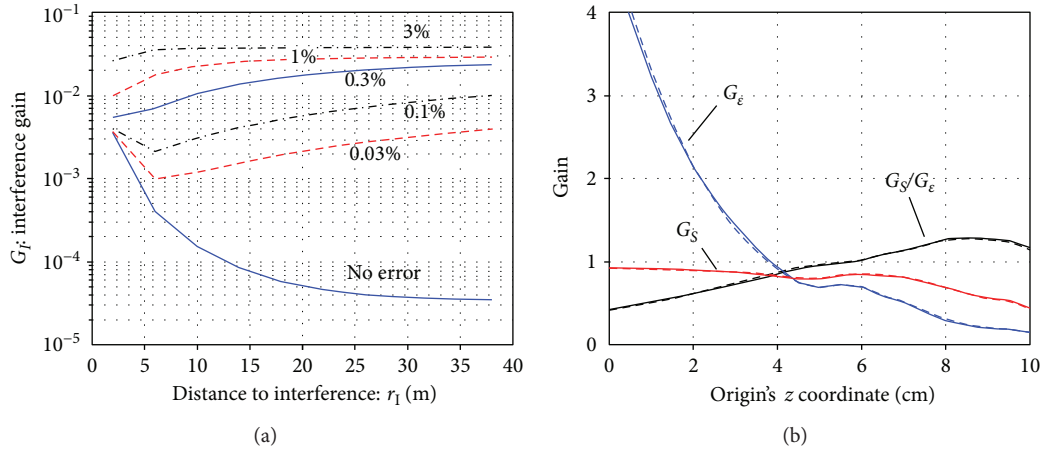 10⁻¹
10⁻²
10⁻³
10⁻⁴
10⁻⁵
G_I: interference gain
3%
1%
0.3%
0.1%
0.03%
No error
0 5 10 15 20 25 30 35 40
Distance to interference: r_I (m)
(a)
4
3
2
1
0
Gain
G_ε
G_S/G_ε
G_S
0 2 4 6 8 10
Origin's z coordinate (cm)
(b)